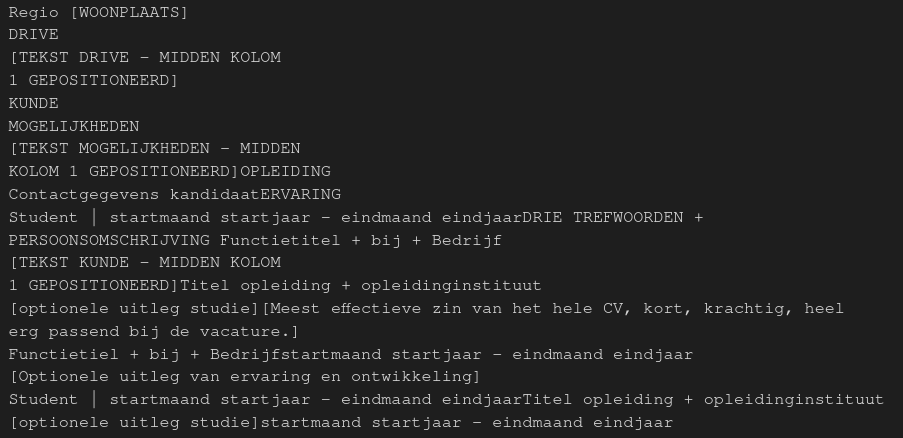 Regio [WOONPLAATS]
DRIVE
[TEKST DRIVE – MIDDEN KOLOM
1 GEPOSITIONEERD]
KUNDE
MOGELIJKHEDEN
[TEKST MOGELIJKHEDEN – MIDDEN
KOLOM 1 GEPOSITIONEERD]OPLEIDING
Contactgegevens kandidaatERVARING
Student | startmaand startjaar – eindmaand eindjaarDRIE TREFWOORDEN +
PERSOONSOMSCHRIJVING Functietitel + bij + Bedrijf
[TEKST KUNDE – MIDDEN KOLOM
1 GEPOSITIONEERD]Titel opleiding + opleidinginstituut
[optionele uitleg studie][Meest effectieve zin van het hele CV, kort, krachtig, heel
erg passend bij de vacature.]
Functietiel + bij + Bedrijfstartmaand startjaar – eindmaand eindjaar
[Optionele uitleg van ervaring en ontwikkeling]
Student | startmaand startjaar – eindmaand eindjaarTitel opleiding + opleidinginstituut
[optionele uitleg studie]startmaand startjaar – eindmaand eindjaar